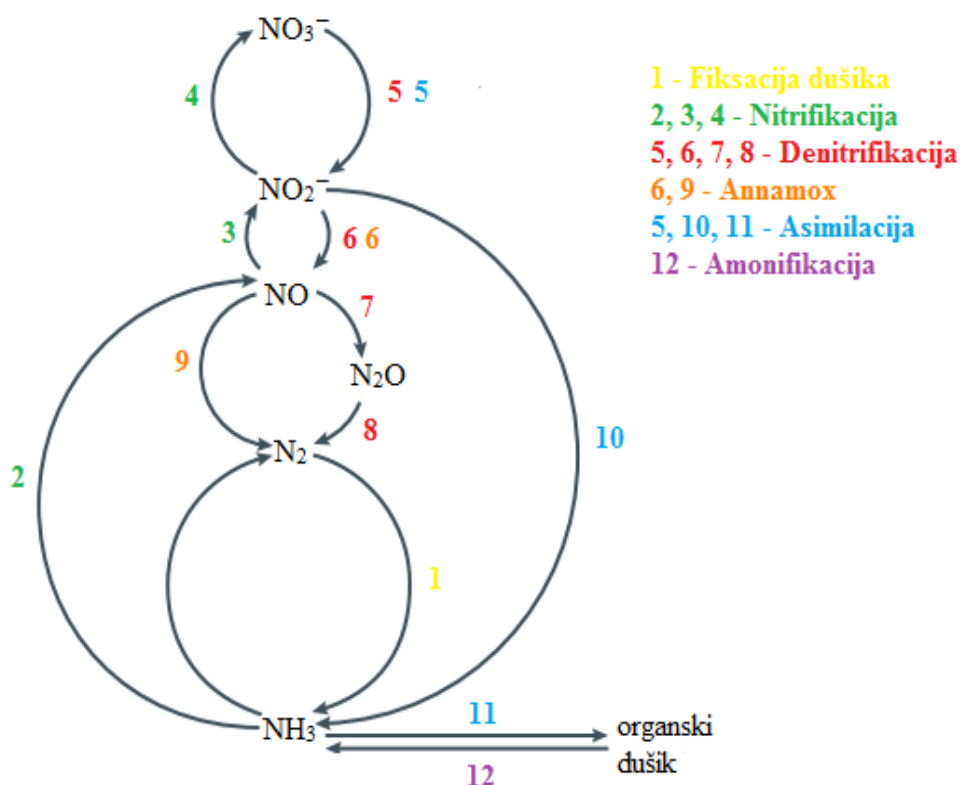 NO₃⁻
4
5 5
NO₂⁻
3
6 6
NO
7
9
N₂O
8
N₂
10
2
1
NH₃
11
12
organski
dušik
1 - Fiksacija dušika
2, 3, 4 - Nitrifikacija
5, 6, 7, 8 - Denitrifikacija
6, 9 - Annamox
5, 10, 11 - Asimilacija
12 - Amonifikacija